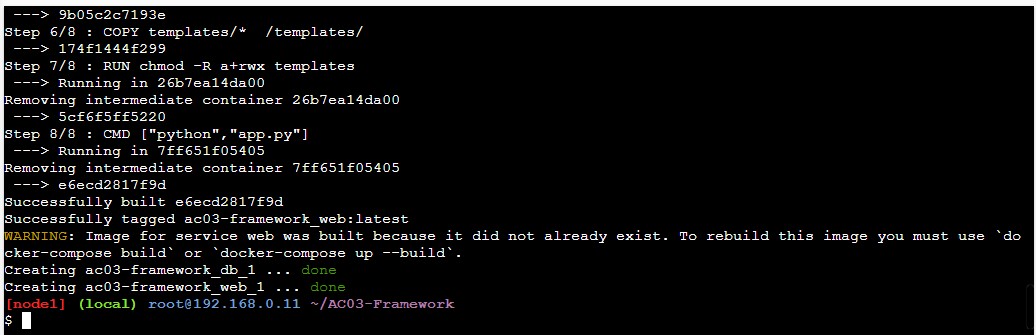 ---> 9b05c2c7193e
Step 6/8 : COPY templates/*  /templates/
 ---> 174f1444f299
Step 7/8 : RUN chmod -R a+rwx templates
 ---> Running in 26b7ea14da00
Removing intermediate container 26b7ea14da00
 ---> 5cf6f5ff5220
Step 8/8 : CMD ["python","app.py"]
 ---> Running in 7ff651f05405
Removing intermediate container 7ff651f05405
 ---> e6ecd2817f9d
Successfully built e6ecd2817f9d
Successfully tagged ac03-framework_web:latest
WARNING: Image for service web was built because it did not already exist. To rebuild this image you must use `do
cker-compose build` or `docker-compose up --build`.
Creating ac03-framework_db_1 ... done
Creating ac03-framework_web_1 ... done
[node1] (local) root@192.168.0.11 ~/AC03-Framework
$